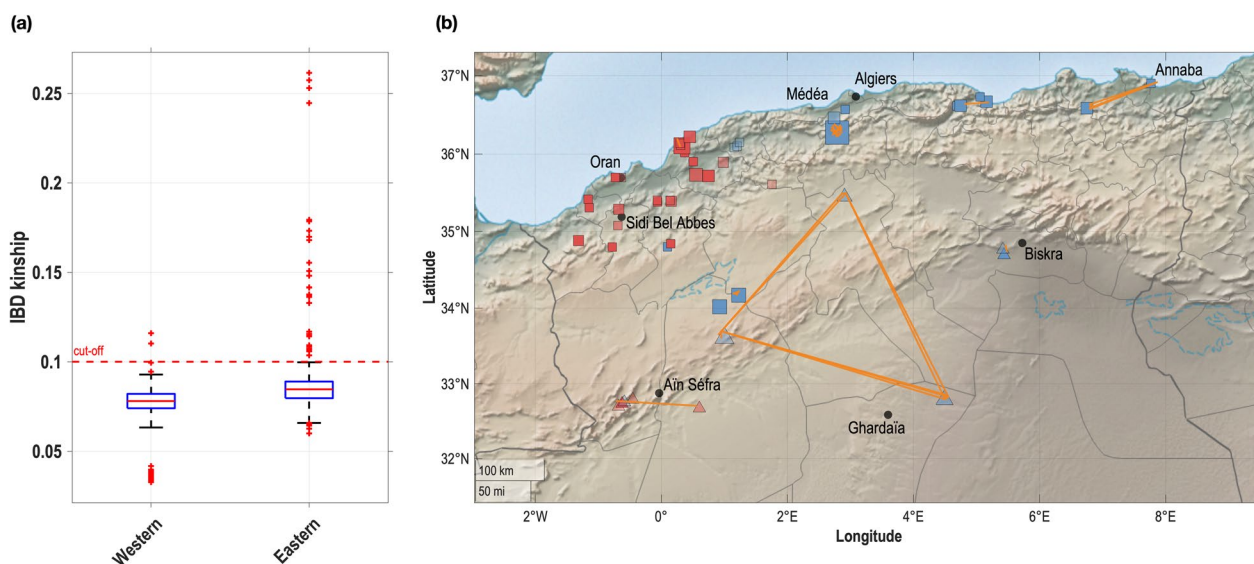 (a)
IBD kinship
0.25
0.2
0.15
0.1
0.05
cut-off
Western
Eastern
(b)
Latitude
37°N
36°N
35°N
34°N
33°N
32°N
Algiers
Annaba
Médéa
Oran
Sidi Bel Abbes
Biskra
Aïn Séfra
Ghardaïa
100 km
50 mi
2°W
0°
2°E
4°E
6°E
8°E
Longitude